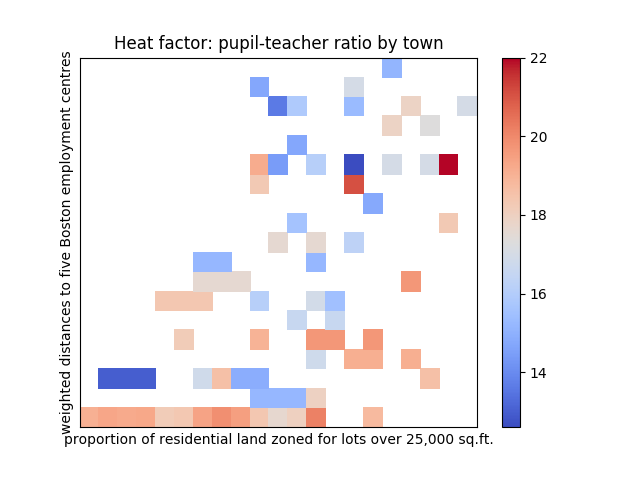 Heat factor: pupil-teacher ratio by town
weighted distances to five Boston employment centres
proportion of residential land zoned for lots over 25,000 sq.ft.
22
20
18
16
14